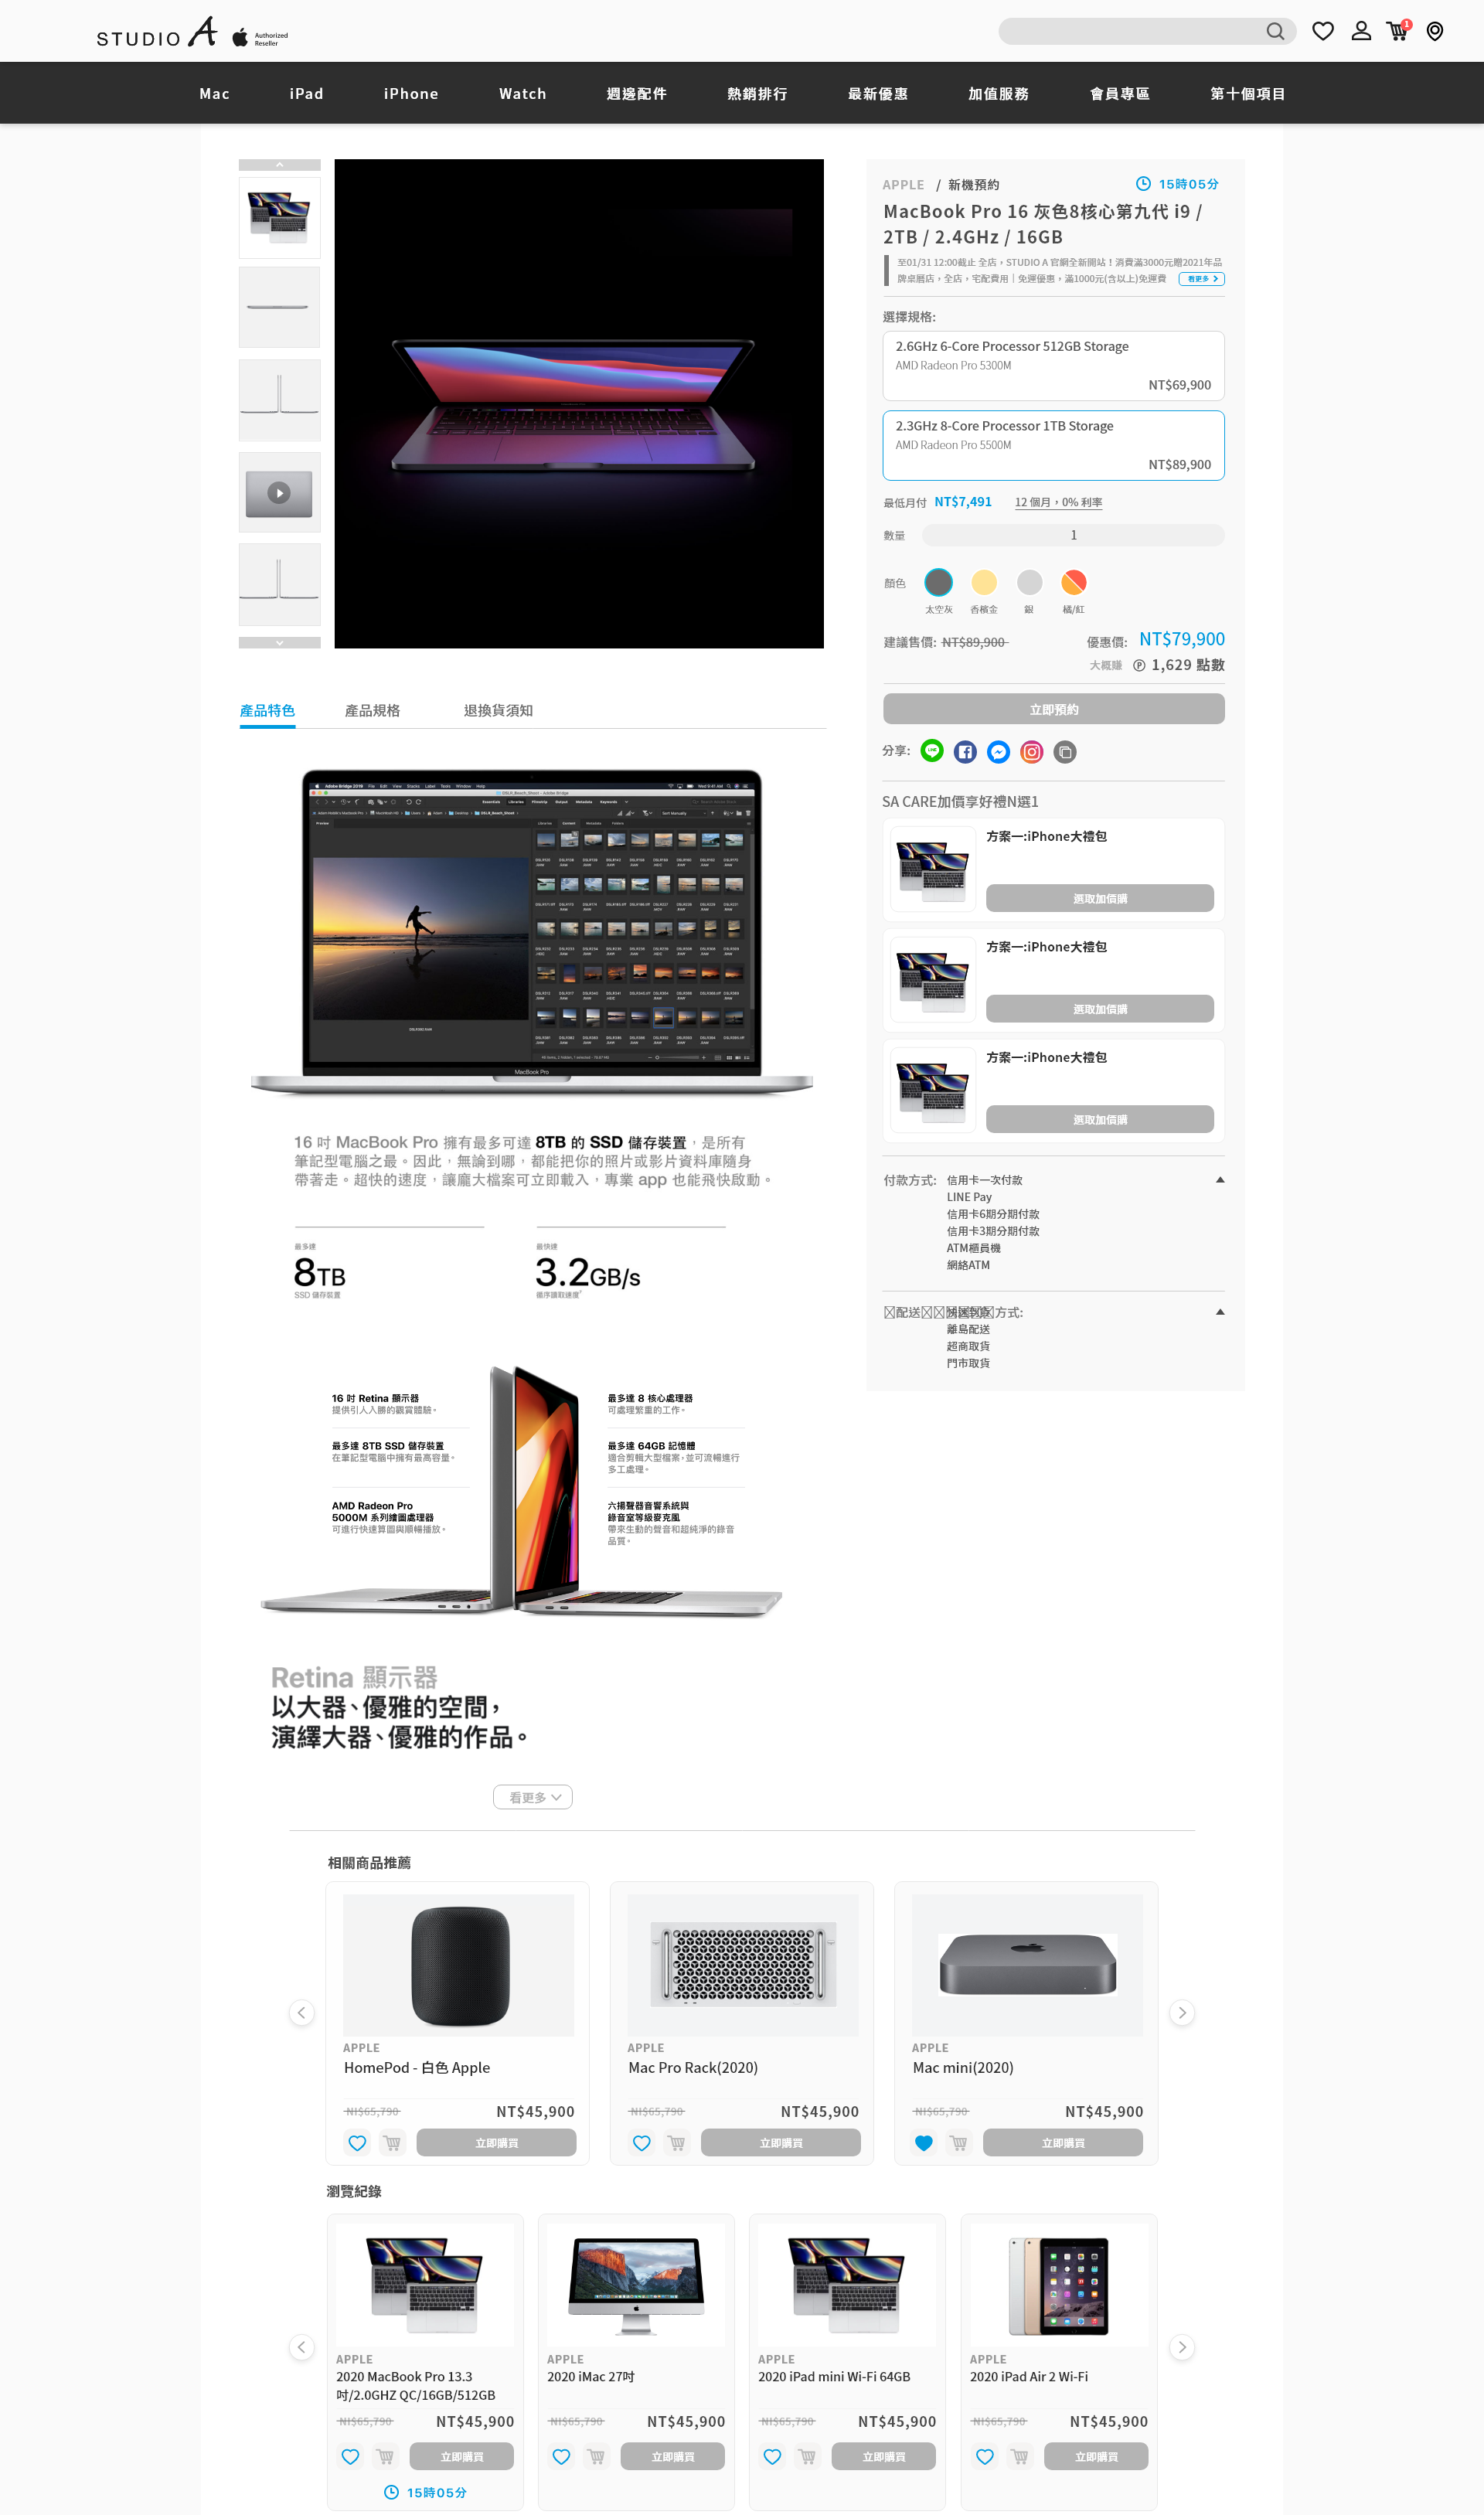 STUDIO A
Authorized
Reseller
1
Mac
iPad
iPhone
Watch
週邊配件
熱銷排行
最新優惠
加值服務
會員專區
第十個項目
APPLE / 新機預約
15時05分
MacBook Pro 16 灰色8核心第九代 i9 /
2TB / 2.4GHz / 16GB
至01/31 12:00截止 全店，STUDIO A 官網全新開站！消費滿3000元贈2021年品
牌桌曆店，全店，宅配費用｜免運優惠，滿1000元(含以上)免運費
看更多
選擇規格:
2.6GHz 6-Core Processor 512GB Storage
AMD Radeon Pro 5300M
NT$69,900
2.3GHz 8-Core Processor 1TB Storage
AMD Radeon Pro 5500M
NT$89,900
最低月付 NT$7,491 12 個月，0% 利率
數量 1
顏色
太空灰
香檳金
銀
橘/紅
建議售價: NT$89,900 優惠價: NT$79,900
大概賺 P 1,629 點數
立即預約
分享:
SA CARE加價享好禮N選1
方案一:iPhone大禮包
選取加價購
方案一:iPhone大禮包
選取加價購
方案一:iPhone大禮包
選取加價購
付款方式:
信用卡一次付款
LINE Pay
信用卡6期分期付款
信用卡3期分期付款
ATM櫃員機
網絡ATM
配送方式:
離島配送
超商取貨
門市取貨
產品特色
產品規格
退換貨須知
MacBook Pro
16 吋 MacBook Pro 擁有最多可達 8TB 的 SSD 儲存裝置，是所有
筆記型電腦之最。因此，無論到哪，都能把你的照片或影片資料庫隨身
帶著走。超快的速度，讓龐大檔案可立即載入，專業 app 也能飛快啟動。
最多達
8TB
SSD 儲存裝置
最快達
3.2GB/s
循序讀取速度
16 吋 Retina 顯示器
提供引人入勝的觀賞體驗。
最多達 8TB SSD 儲存裝置
在筆記型電腦中擁有最高容量。
AMD Radeon Pro
5000M 系列繪圖處理器
可進行快速算圖與順暢播放。
最多達 8 核心處理器
可處理繁重的工作。
最多達 64GB 記憶體
適合剪輯大型檔案，並可流暢進行
多工處理。
六揚聲器音響系統與
錄音室等級麥克風
帶來生動的聲音和超純淨的錄音
品質。
Retina 顯示器
以大器、優雅的空間，
演繹大器、優雅的作品。
看更多
相關商品推薦
APPLE
HomePod - 白色 Apple
NT$65,790
NT$45,900
立即購買
APPLE
Mac Pro Rack(2020)
NT$65,790
NT$45,900
立即購買
APPLE
Mac mini(2020)
NT$65,790
NT$45,900
立即購買
瀏覽紀錄
APPLE
2020 MacBook Pro 13.3
吋/2.0GHZ QC/16GB/512GB
NT$65,790
NT$45,900
立即購買
15時05分
APPLE
2020 iMac 27吋
NT$65,790
NT$45,900
立即購買
APPLE
2020 iPad mini Wi-Fi 64GB
NT$65,790
NT$45,900
立即購買
APPLE
2020 iPad Air 2 Wi-Fi
NT$65,790
NT$45,900
立即購買